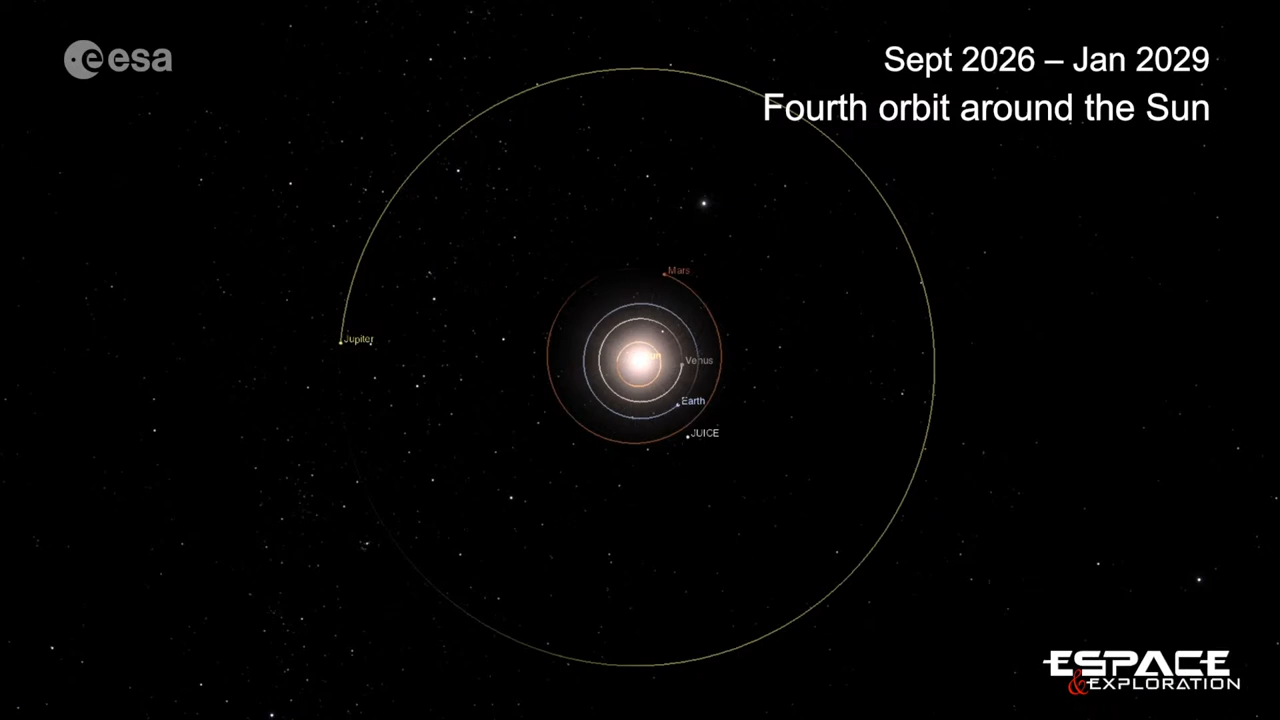 esa
Sept 2026 – Jan 2029
Fourth orbit around the Sun
Mars
Jupiter
Venus
Earth
JUICE
ESPACE
& EXPLORATION